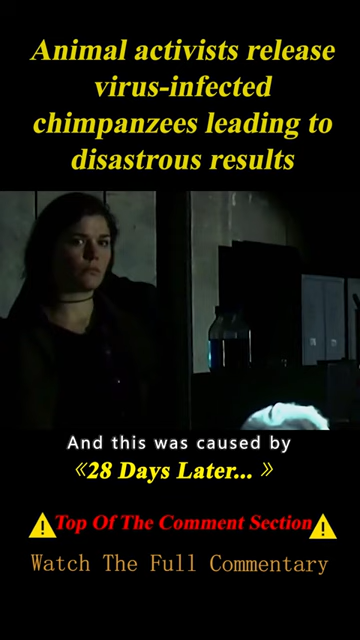 Animal activists release
virus-infected
chimpanzees leading to
disastrous results
And this was caused by
《28 Days Later... 》
Top Of The Comment Section
Watch The Full Commentary